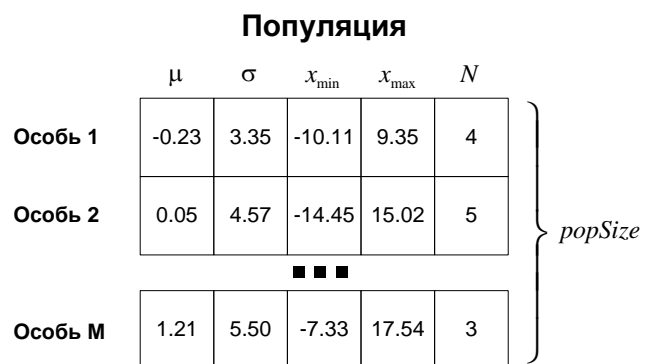 Популяция
μ σ x_min x_max N
Особь 1 -0.23 3.35 -10.11 9.35 4
Особь 2 0.05 4.57 -14.45 15.02 5
popSize
Особь М 1.21 5.50 -7.33 17.54 3